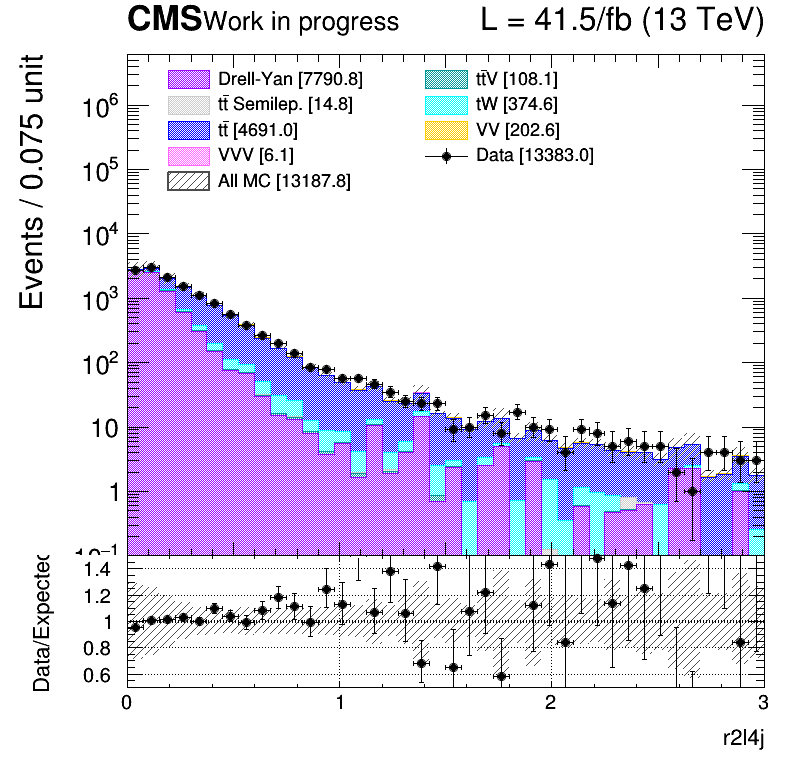 CMS Work in progress L = 41.5/fb (13 TeV)
Events / 0.075 unit
Drell-Yan [7790.8]
tt̄ Semilep. [14.8]
tt̄ [4691.0]
VVV [6.1]
All MC [13187.8]
tt̄V [108.1]
tW [374.6]
VV [202.6]
Data [13383.0]
10⁶
10⁵
10⁴
10³
10²
10
1
10⁻¹
Data/Expected
1.4
1.2
1
0.8
0.6
0 1 2 3
r2l4j